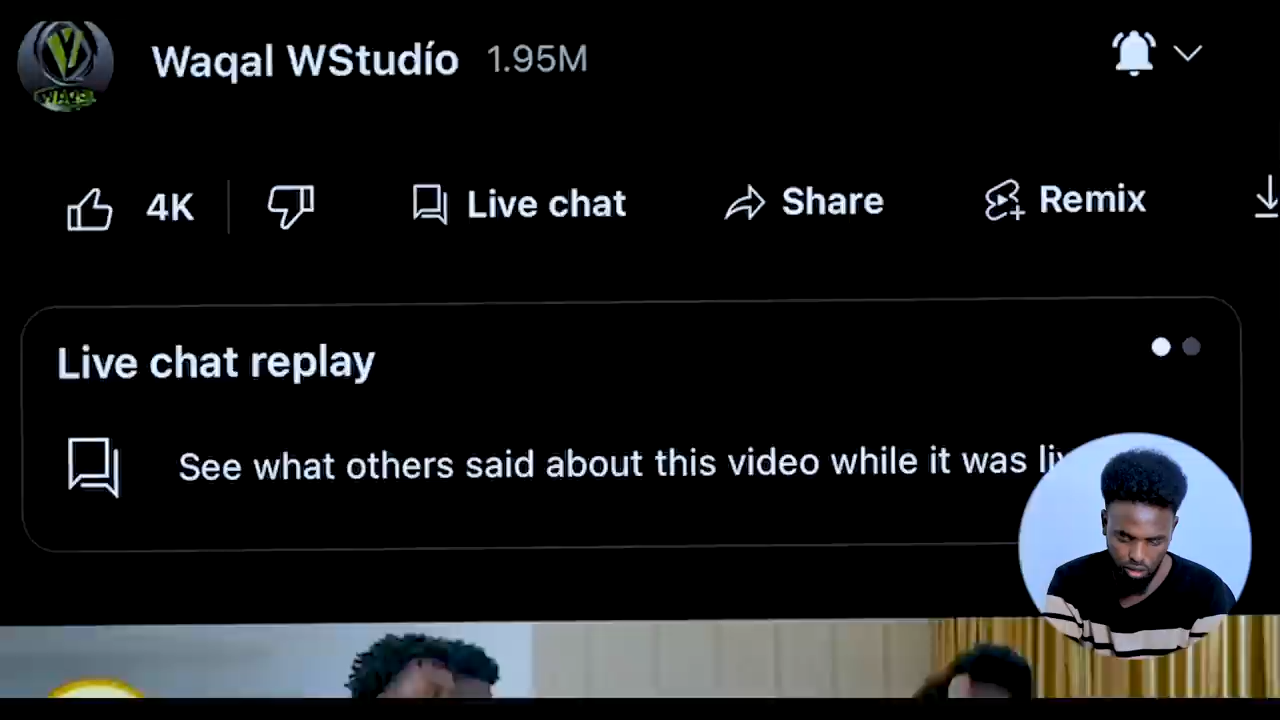 Waqal WStudío 1.95M
4K Live chat Share Remix
Live chat replay
See what others said about this video while it was